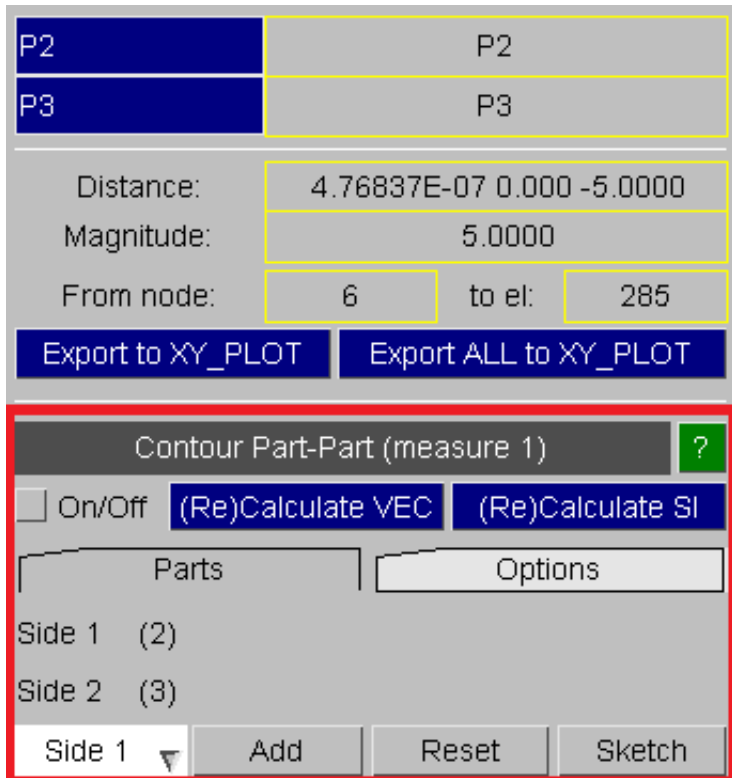 P2 P2
P3 P3
Distance: 4.76837E-07 0.000 -5.0000
Magnitude: 5.0000
From node: 6 to el: 285
Export to XY_PLOT Export ALL to XY_PLOT
Contour Part-Part (measure 1) ?
On/Off (Re)Calculate VEC (Re)Calculate SI
Parts Options
Side 1 (2)
Side 2 (3)
Side 1 Add Reset Sketch